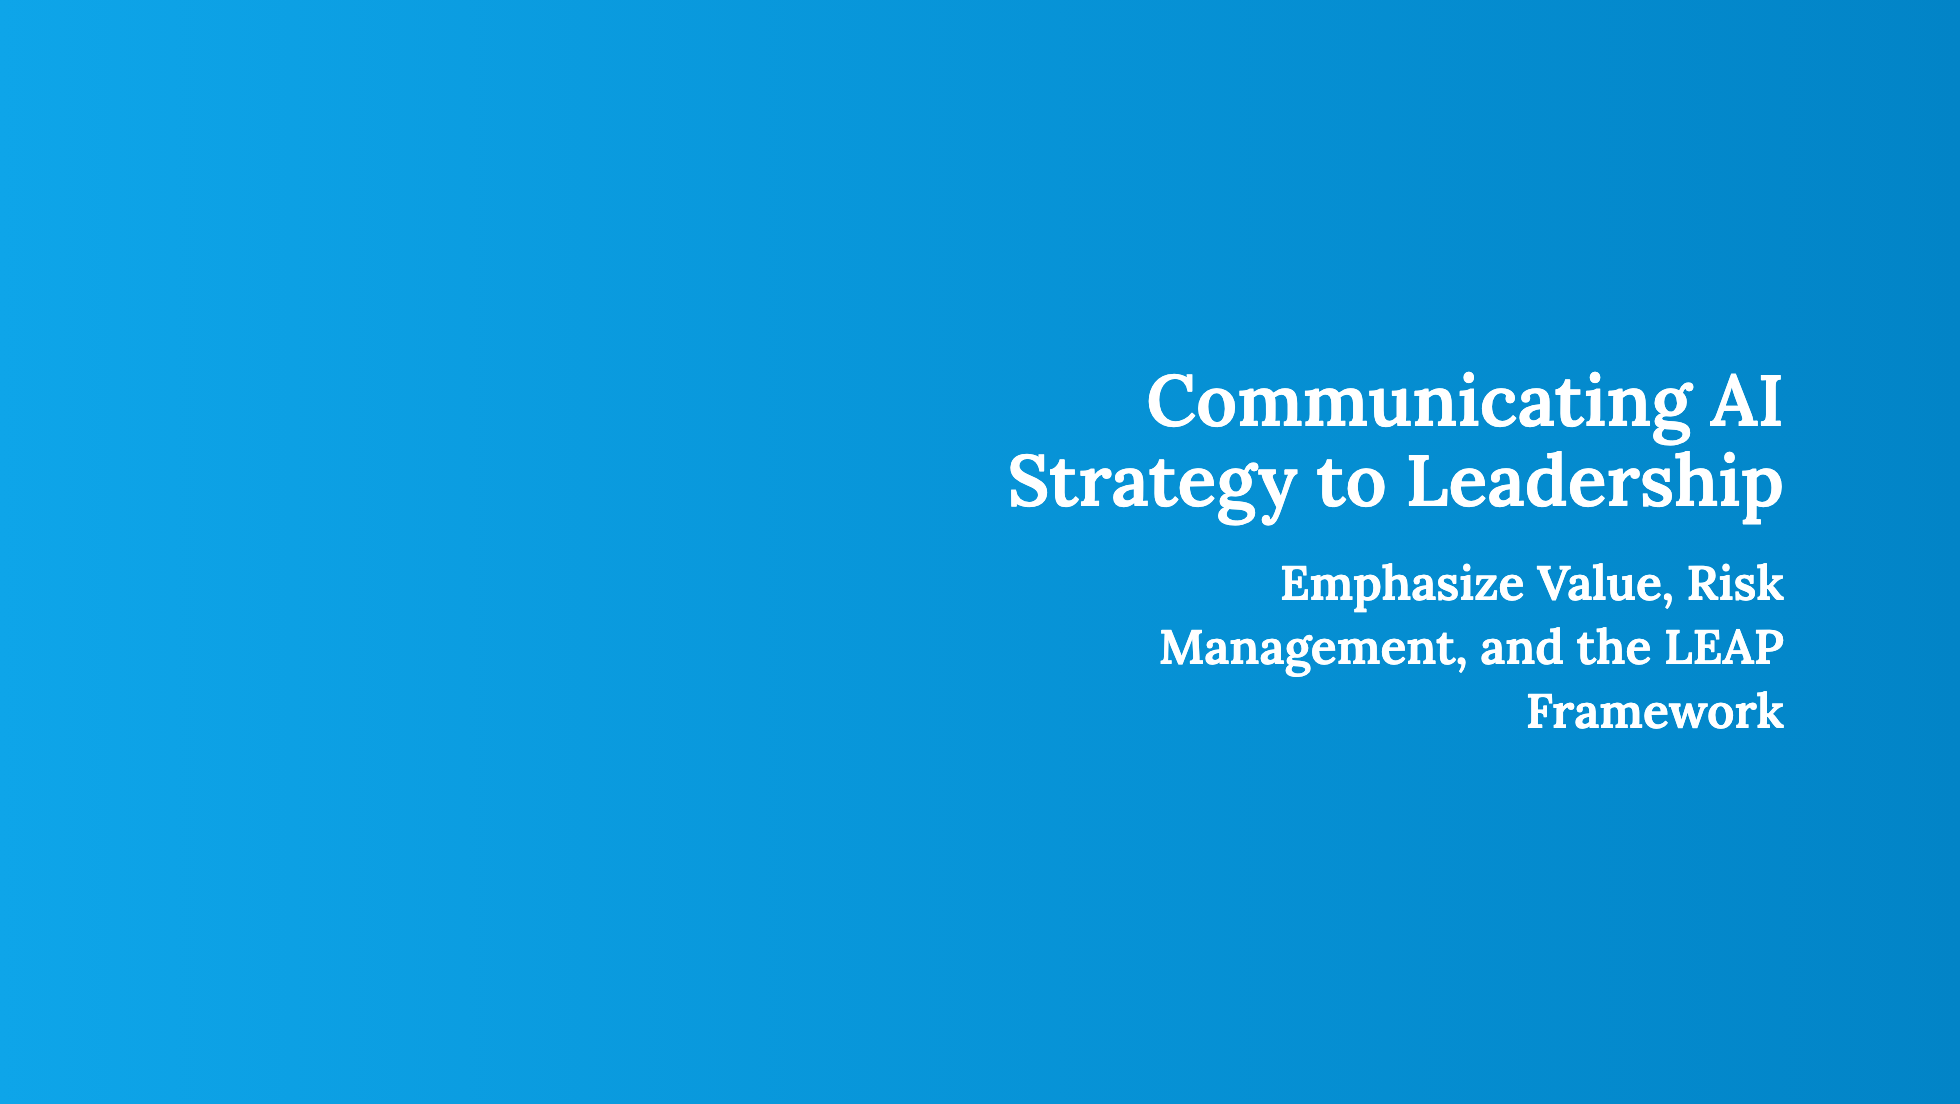 Communicating AI
Strategy to Leadership
Emphasize Value, Risk
Management, and the LEAP
Framework